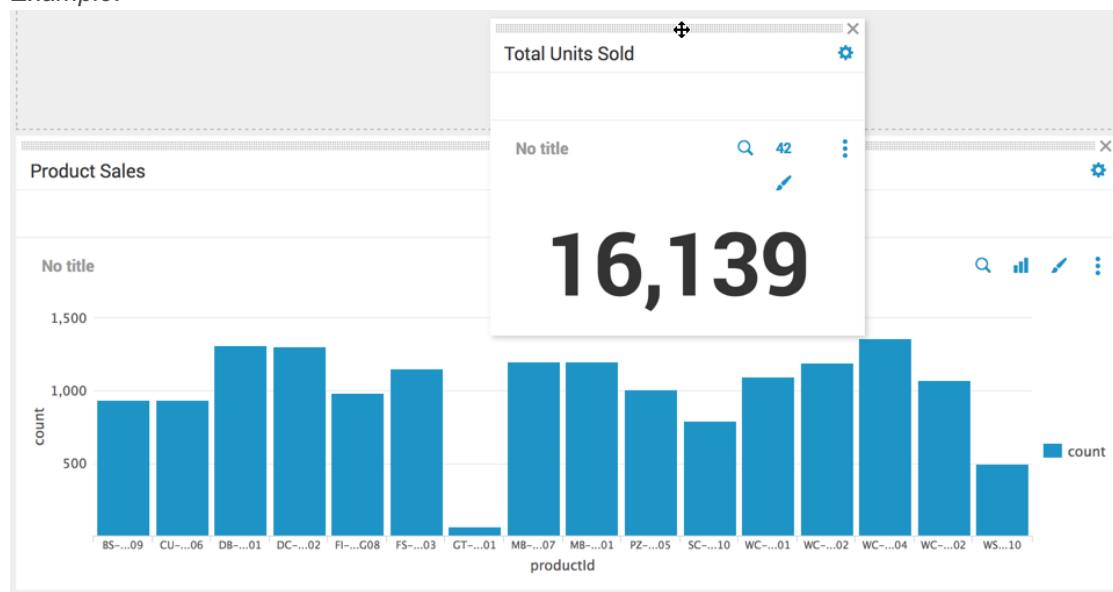 Example:
Total Units Sold
No title
42
16,139
Product Sales
No title
1,500
1,000
500
count
BS-...09 CU-...06 DB-...01 DC-...02 FI-...G08 FS-...03 GT-...01 MB-...07 MB-...01 PZ-...05 SC-...10 WC-...01 WC-...02 WC-...04 WC-...02 WS...10
productId
count